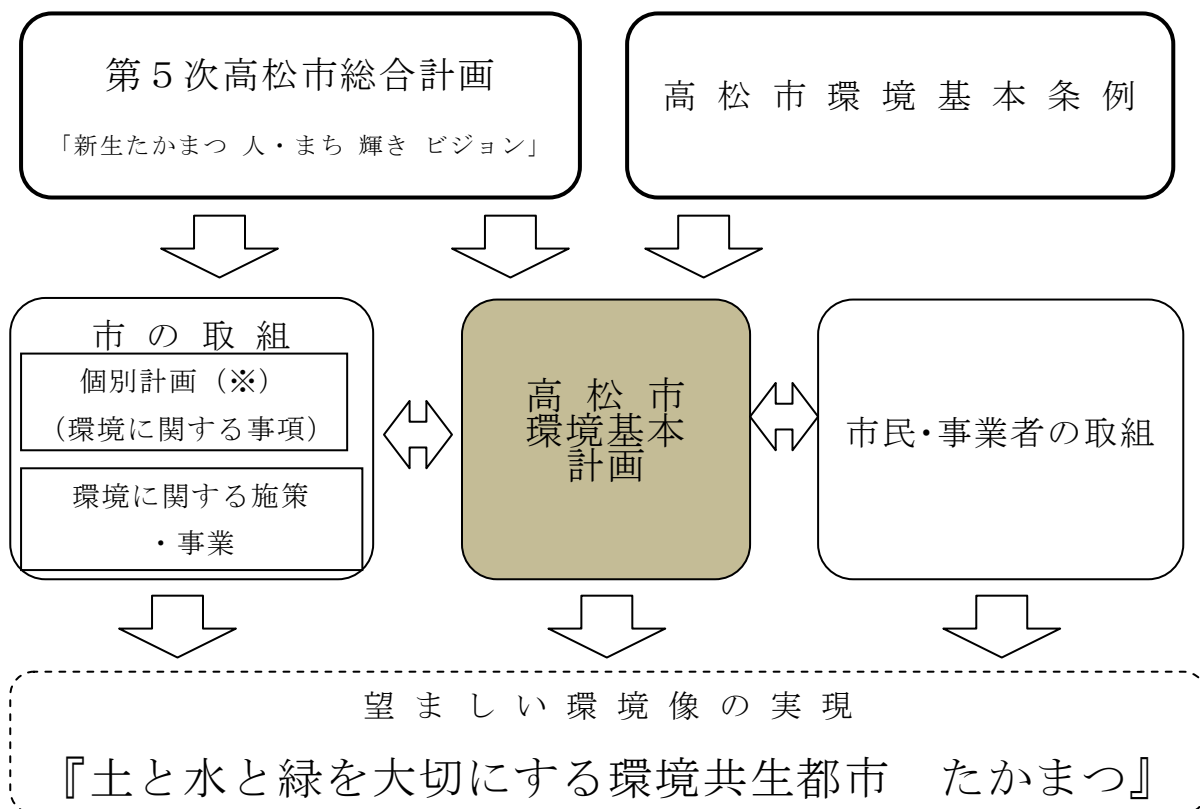 第５次高松市総合計画
「新生たかまつ 人・まち 輝き ビジョン」
高松市環境基本条例
市の取組
個別計画（※）
（環境に関する事項）
環境に関する施策
・事業
高松市
環境基本
計画
市民・事業者の取組
望ましい環境像の実現
『土と水と緑を大切にする環境共生都市　たかまつ』